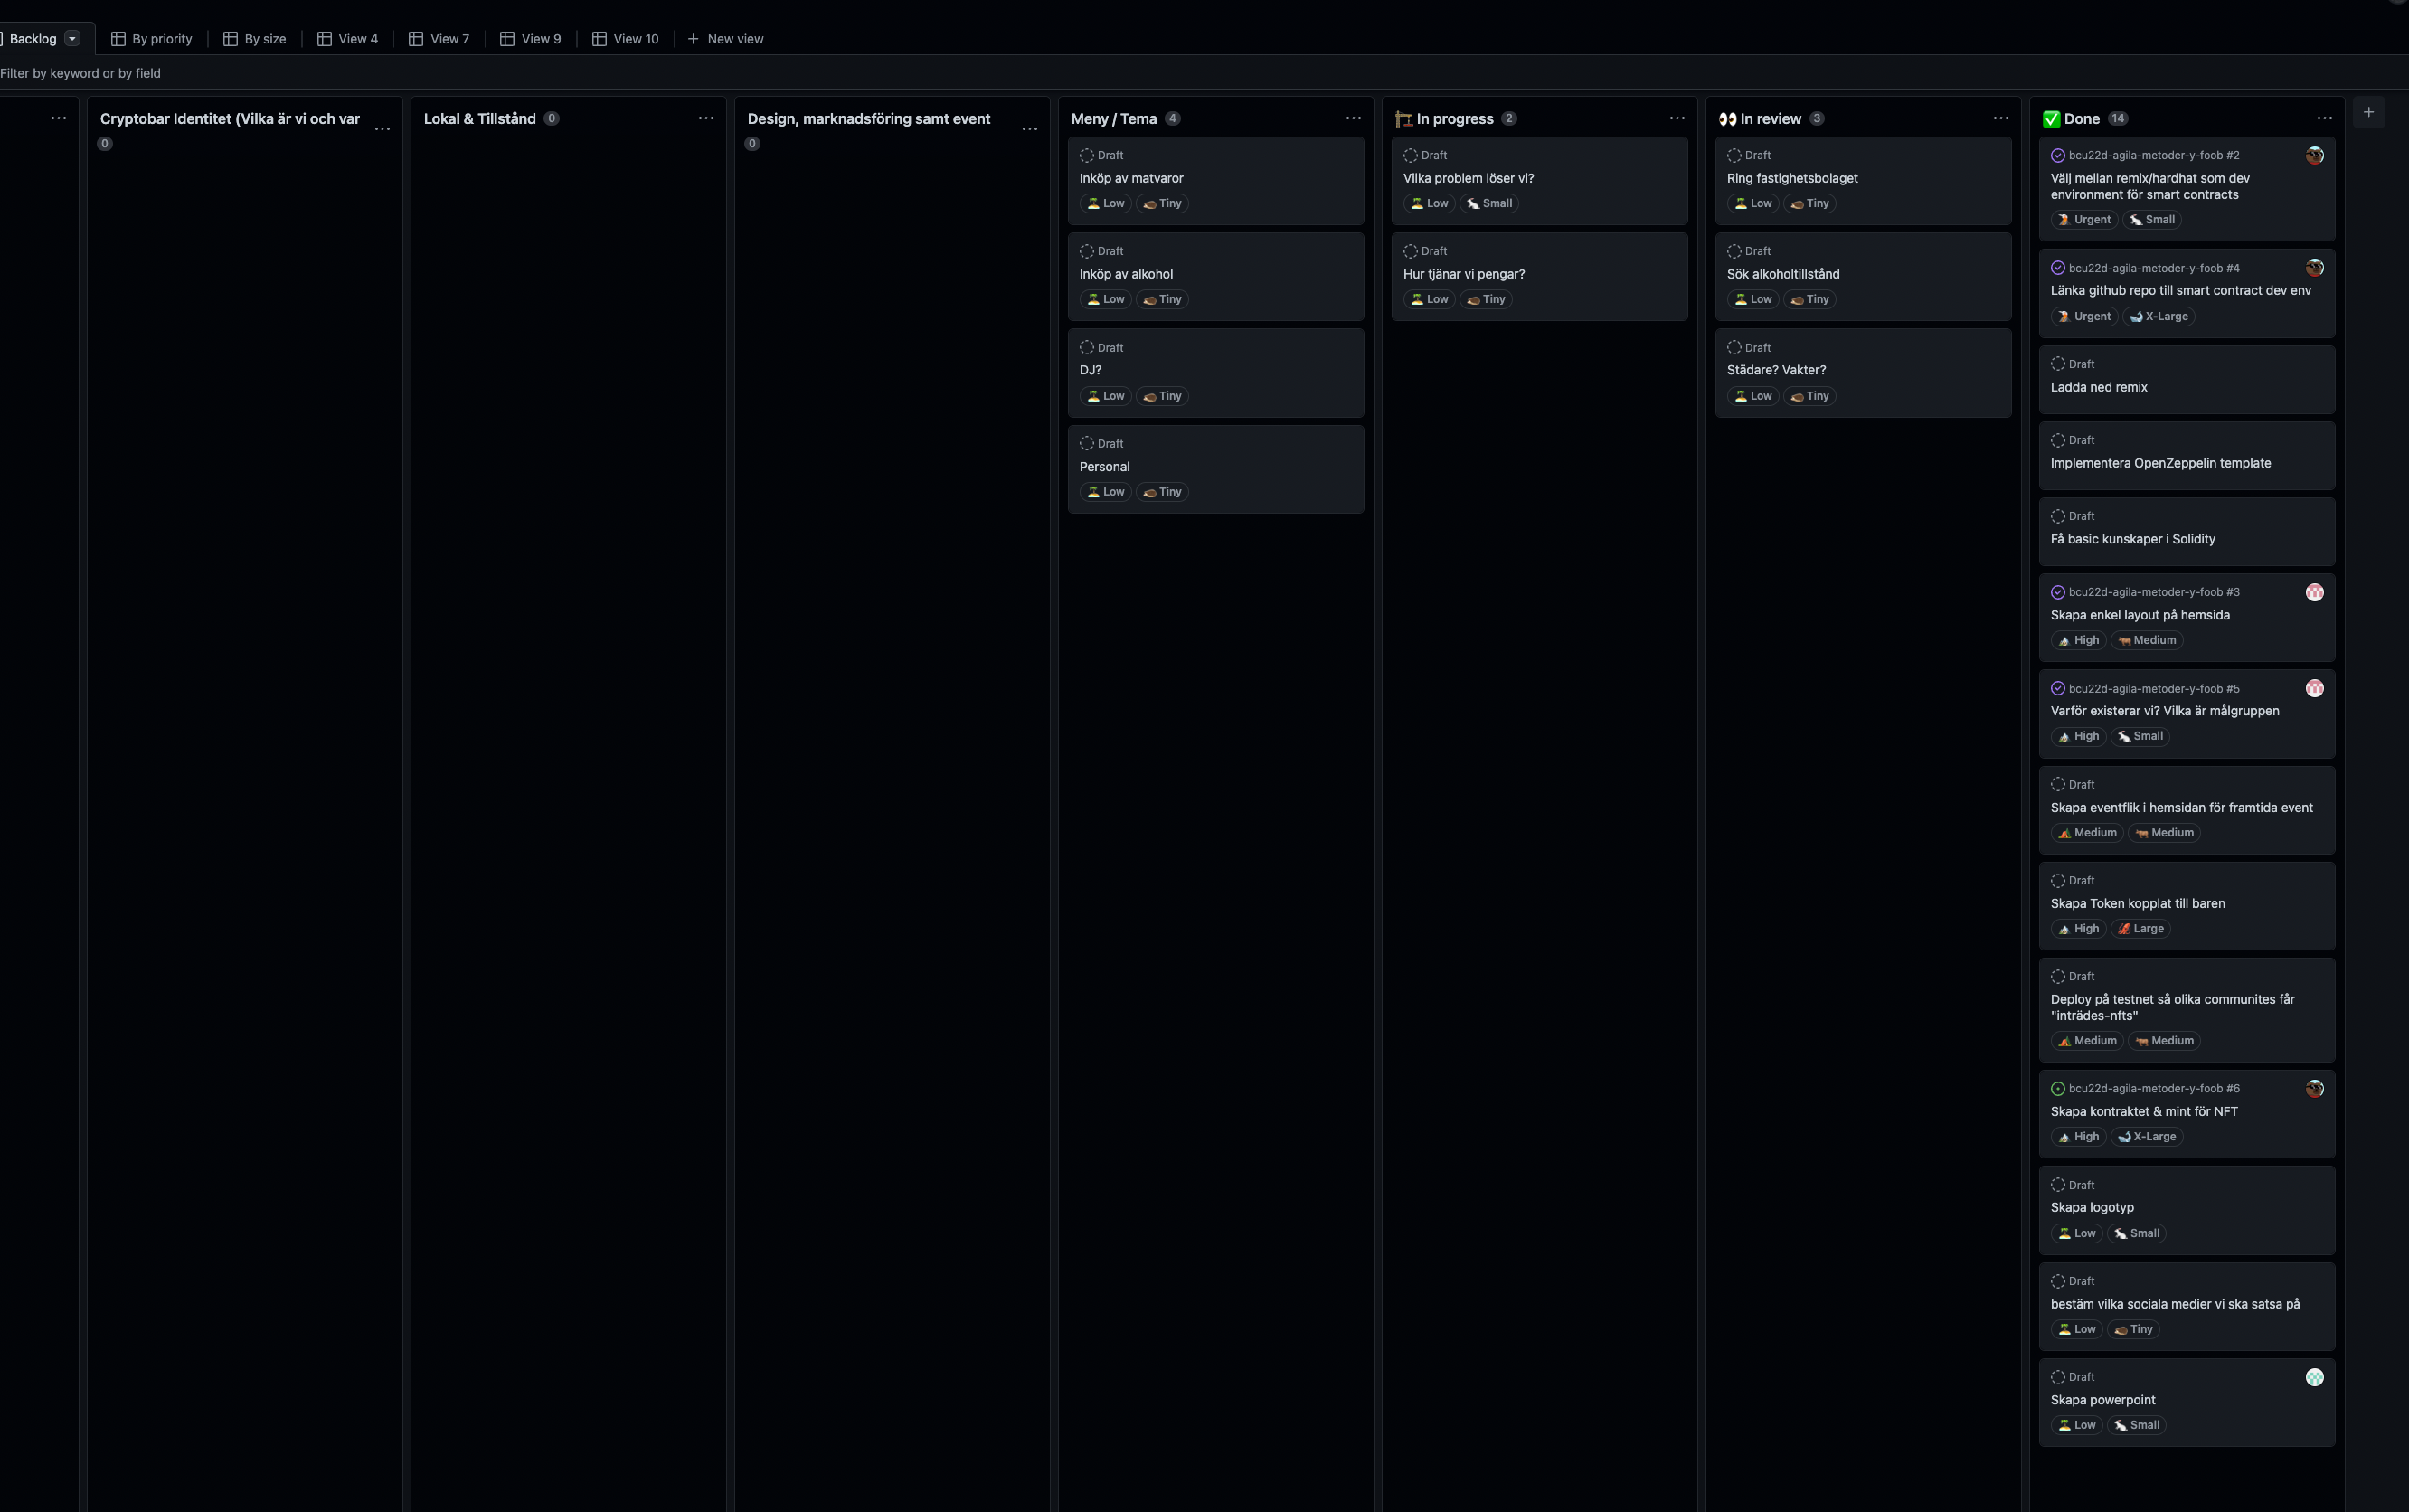 Backlog
By priority
By size
View 4
View 7
View 9
View 10
New view
Filter by keyword or by field
Cryptobar Identitet (Vilka är vi och var
0
Lokal & Tillstånd 0
Design, marknadsföring samt event
0
Meny / Tema 4
Draft
Inköp av matvaror
Low Tiny
Draft
Inköp av alkohol
Low Tiny
Draft
DJ?
Low Tiny
Draft
Personal
Low Tiny
In progress 2
Draft
Vilka problem löser vi?
Low Small
Draft
Hur tjänar vi pengar?
Low Tiny
In review 3
Draft
Ring fastighetsbolaget
Low Tiny
Draft
Sök alkoholtillstånd
Low Tiny
Draft
Städare? Vakter?
Low Tiny
Done 14
bcu22d-agila-metoder-y-foob #2
Välj mellan remix/hardhat som dev
environment för smart contracts
Urgent Small
bcu22d-agila-metoder-y-foob #4
Länka github repo till smart contract dev env
Urgent X-Large
Draft
Ladda ned remix
Draft
Implementera OpenZeppelin template
Draft
Få basic kunskaper i Solidity
bcu22d-agila-metoder-y-foob #3
Skapa enkel layout på hemsida
High Medium
bcu22d-agila-metoder-y-foob #5
Varför existerar vi? Vilka är målgruppen
High Small
Draft
Skapa eventflik i hemsidan för framtida event
Medium Medium
Draft
Skapa Token kopplat till baren
High Large
Draft
Deploy på testnet så olika communites får
"inträdes-nfts"
Medium Medium
bcu22d-agila-metoder-y-foob #6
Skapa kontraktet & mint för NFT
High X-Large
Draft
Skapa logotyp
Low Small
Draft
bestäm vilka sociala medier vi ska satsa på
Low Tiny
Draft
Skapa powerpoint
Low Small